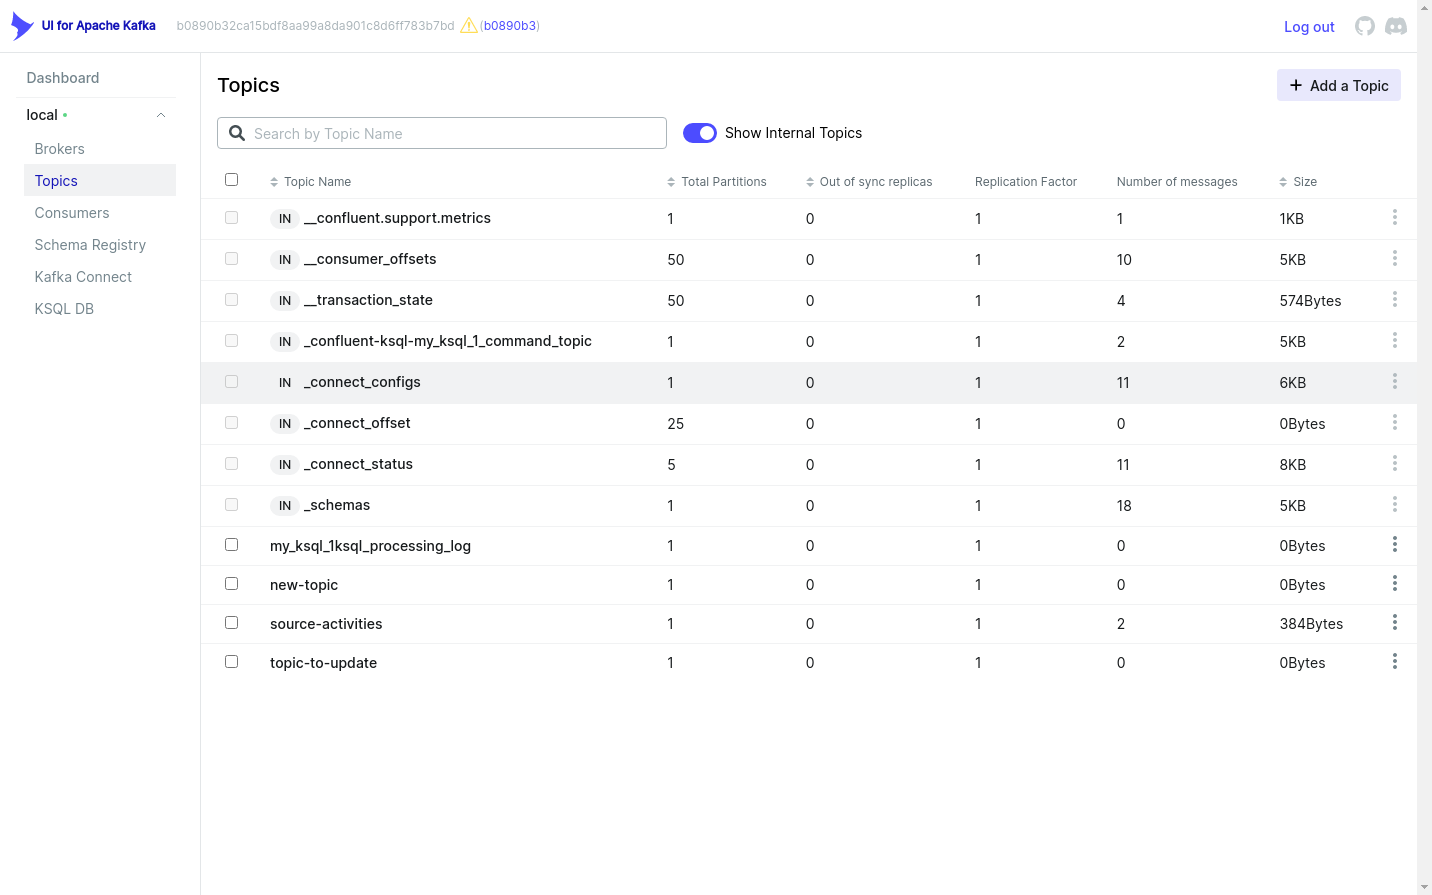 UI for Apache Kafka b0890b32ca15bdf8aa99a8da901c8d6ff783b7bd (b0890b3) Log out
Dashboard
local
Brokers
Topics
Consumers
Schema Registry
Kafka Connect
KSQL DB
Topics + Add a Topic
Search by Topic Name Show Internal Topics
Topic Name Total Partitions Out of sync replicas Replication Factor Number of messages Size
IN __confluent.support.metrics 1 0 1 1 1KB
IN __consumer_offsets 50 0 1 10 5KB
IN __transaction_state 50 0 1 4 574Bytes
IN _confluent-ksql-my_ksql_1_command_topic 1 0 1 2 5KB
IN _connect_configs 1 0 1 11 6KB
IN _connect_offset 25 0 1 0 0Bytes
IN _connect_status 5 0 1 11 8KB
IN _schemas 1 0 1 18 5KB
my_ksql_1ksql_processing_log 1 0 1 0 0Bytes
new-topic 1 0 1 0 0Bytes
source-activities 1 0 1 2 384Bytes
topic-to-update 1 0 1 0 0Bytes